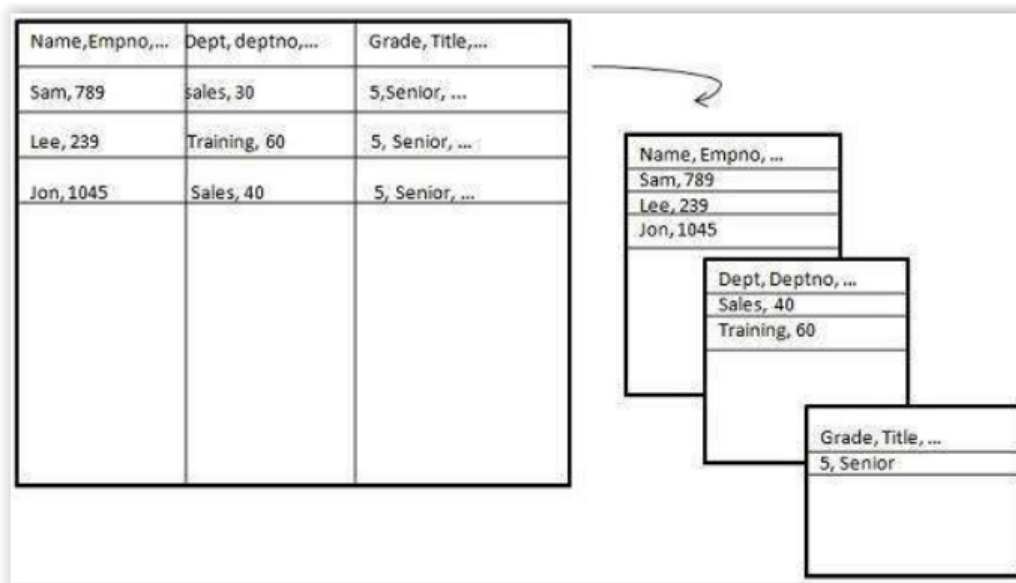 Name,Empno,... Dept, deptno,... Grade, Title,...
Sam, 789 sales, 30 5,Senior, ...
Lee, 239 Training, 60 5, Senior, ...
Jon, 1045 Sales, 40 5, Senior, ...
Name, Empno, ...
Sam, 789
Lee, 239
Jon, 1045
Dept, Deptno, ...
Sales, 40
Training, 60
Grade, Title, ...
5, Senior